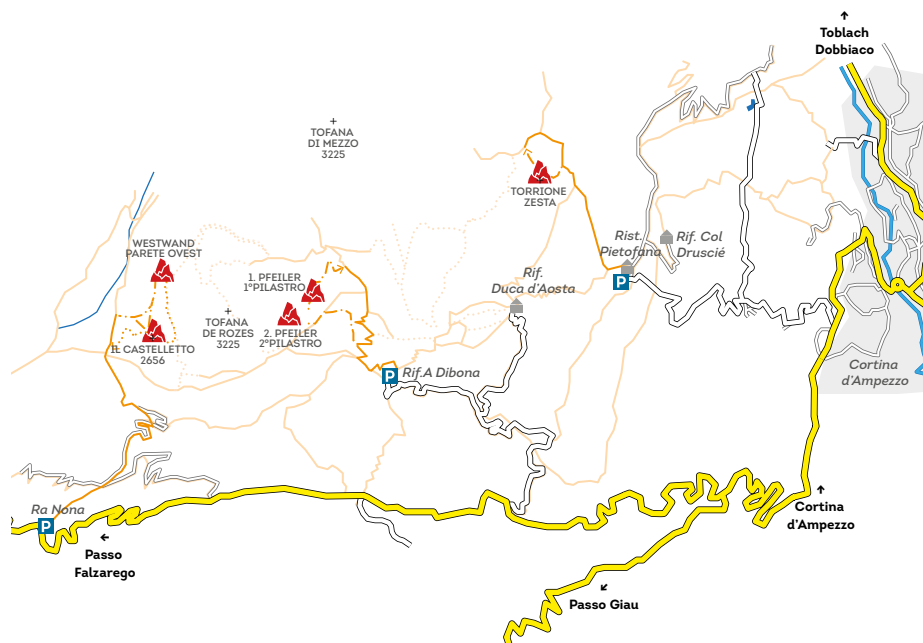 Toblach
Dobbiaco
TOFANA
DI MEZZO
3225
TORRIONE
ZESTA
WESTWAND
PARETE OVEST
Rist.
Pietofana
Rif. Col
Druscié
1. PFEILER
1°PILASTRO
Rif.
Duca d'Aosta
P
TOFANA
DE ROZES
3225
2. PFEILER
2°PILASTRO
IL CASTELLETTO
2656
P
Rif.A Dibona
Cortina
d'Ampezzo
Ra Nona
P
Cortina
d'Ampezzo
Passo
Falzarego
Passo Giau